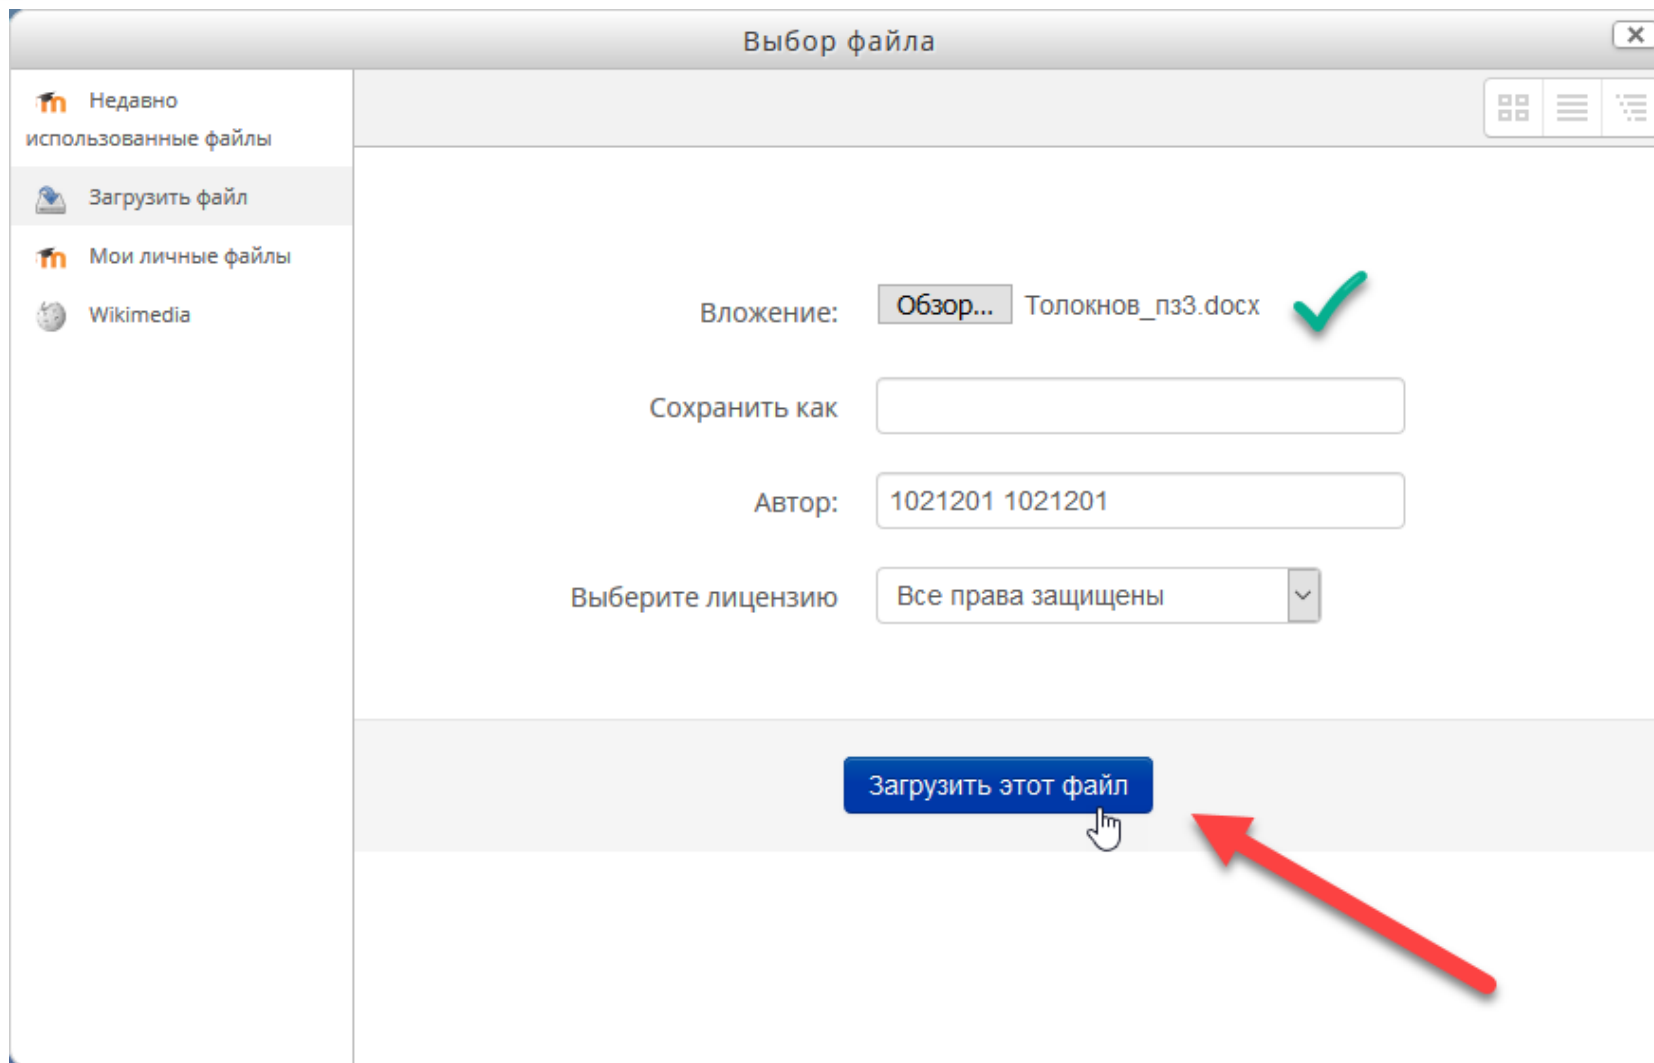 Выбор файла
Недавно
использованные файлы
Загрузить файл
Мои личные файлы
Wikimedia
Вложение: Обзор... Толокнов_пз3.docx
Сохранить как
Автор: 1021201 1021201
Выберите лицензию Все права защищены
Загрузить этот файл